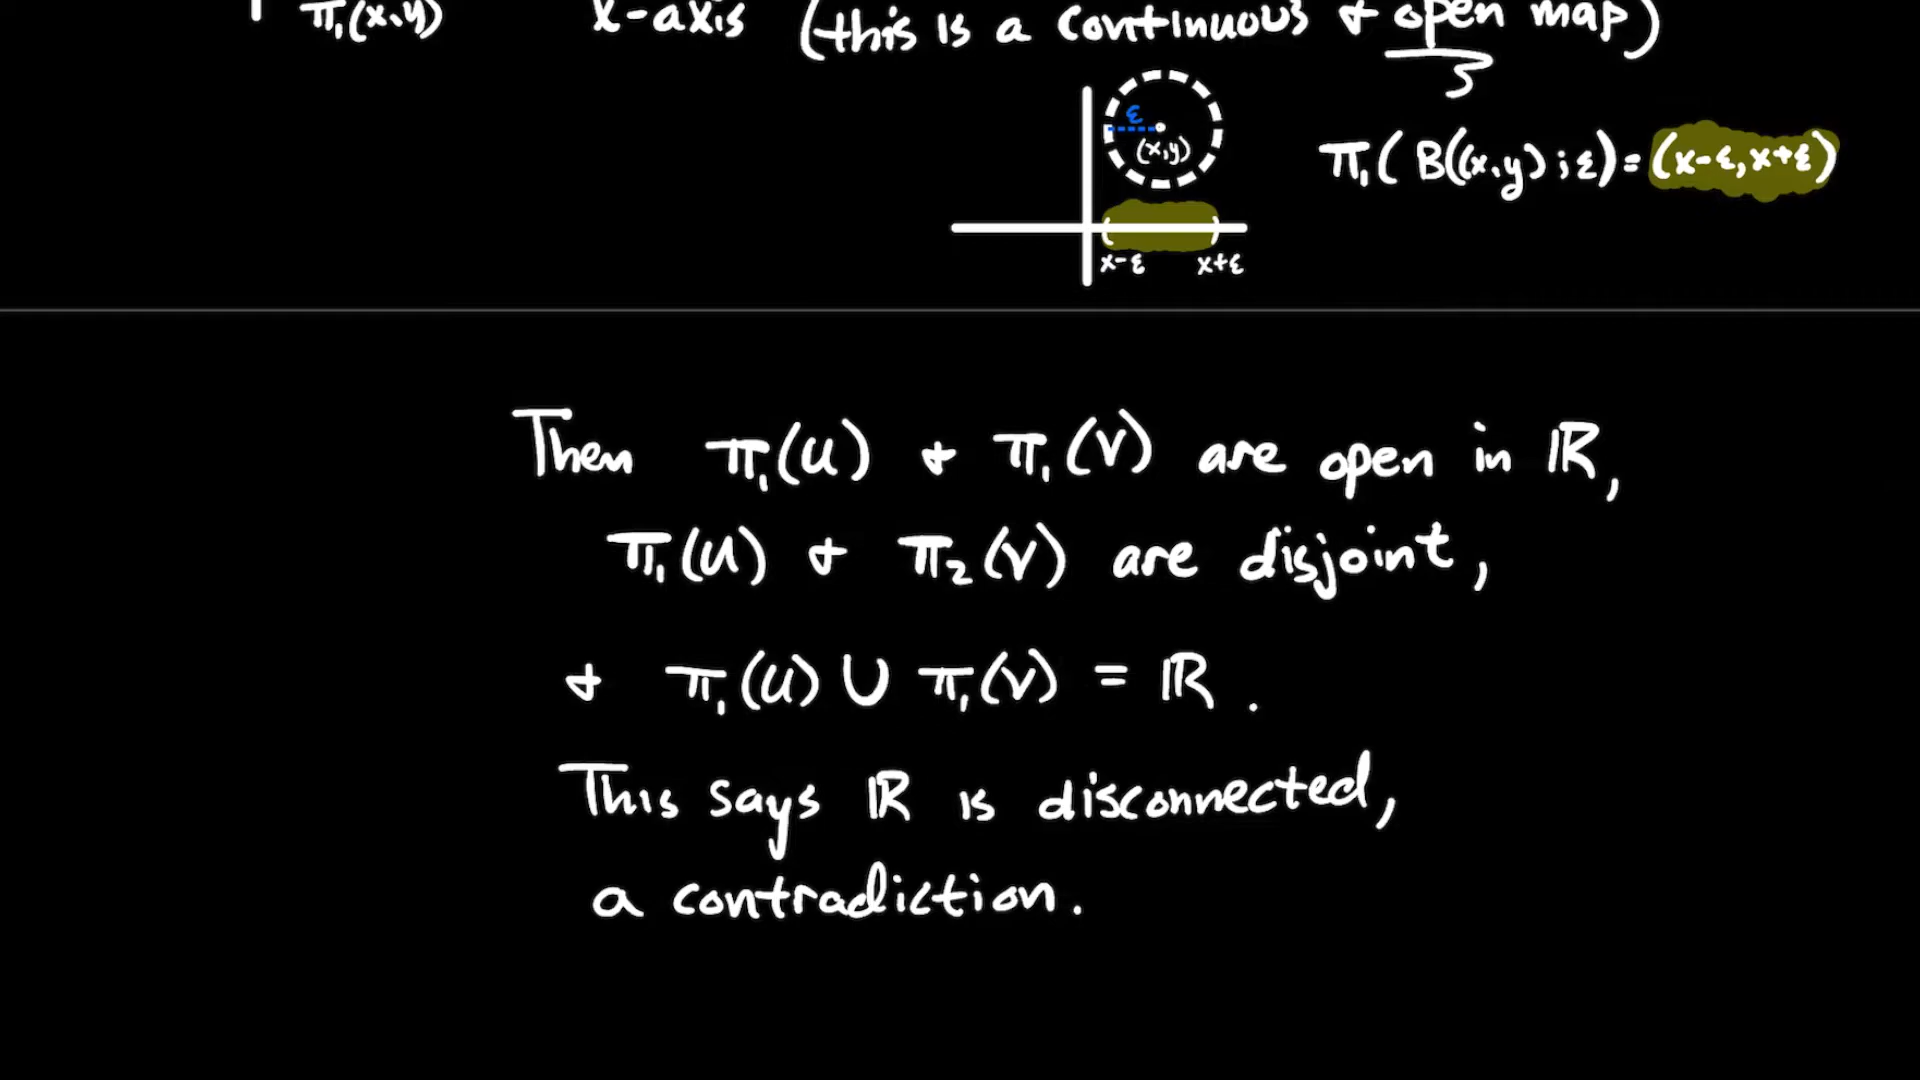 π₁(x,y) x-axis (this is a continuous & open map)
ε
(x,y)
π₁( B((x,y);ε) = (x-ε, x+ε)
x-ε x+ε
Then π₁(U) & π₁(V) are open in ℝ,
π₁(U) & π₂(V) are disjoint,
& π₁(U) ∪ π₁(V) = ℝ.
This says ℝ is disconnected,
a contradiction.